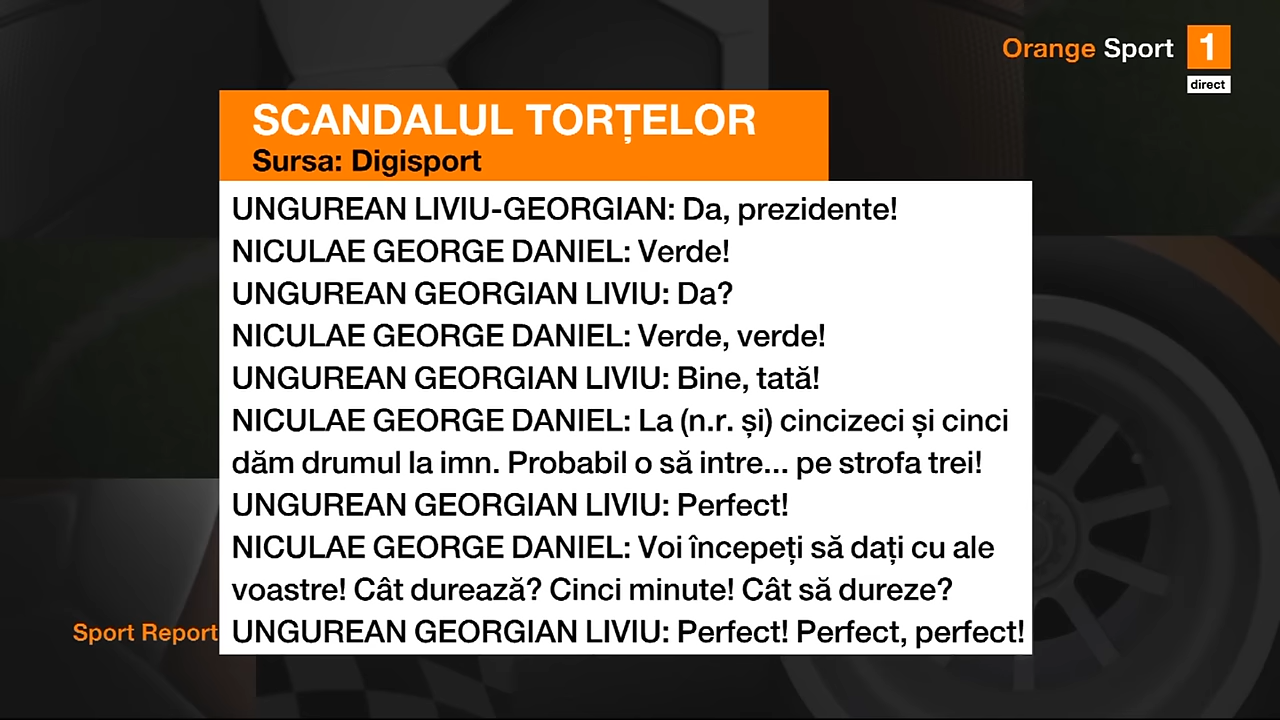 Orange Sport 1
direct
SCANDALUL TORȚELOR
Sursa: Digisport
UNGUREAN LIVIU-GEORGIAN: Da, prezidente!
NICULAE GEORGE DANIEL: Verde!
UNGUREAN GEORGIAN LIVIU: Da?
NICULAE GEORGE DANIEL: Verde, verde!
UNGUREAN GEORGIAN LIVIU: Bine, tată!
NICULAE GEORGE DANIEL: La (n.r. și) cincizeci și cinci
dăm drumul la imn. Probabil o să intre... pe strofa trei!
UNGUREAN GEORGIAN LIVIU: Perfect!
NICULAE GEORGE DANIEL: Voi începeți să dați cu ale
voastre! Cât durează? Cinci minute! Cât să dureze?
UNGUREAN GEORGIAN LIVIU: Perfect! Perfect, perfect!
Sport Report